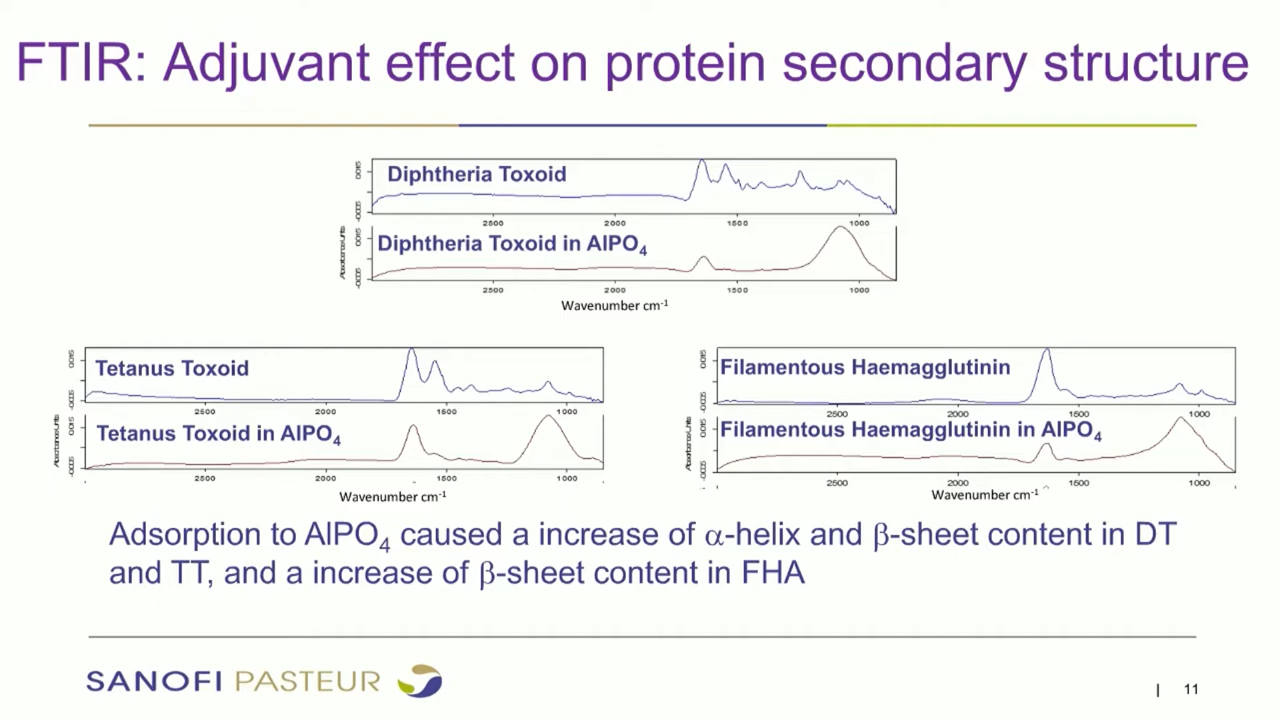 FTIR: Adjuvant effect on protein secondary structure
Diphtheria Toxoid
2500 2000 1500 1000
Diphtheria Toxoid in AlPO4
2500 2000 1500 1000
Wavenumber cm-1
Tetanus Toxoid
2500 2000 1500 1000
Tetanus Toxoid in AlPO4
2500 2000 1500 1000
Wavenumber cm-1
Filamentous Haemagglutinin
2500 2000 1500 1000
Filamentous Haemagglutinin in AlPO4
2500 2000 1500 1000
Wavenumber cm-1
Adsorption to AlPO4 caused a increase of α-helix and β-sheet content in DT
and TT, and a increase of β-sheet content in FHA
SANOFI PASTEUR
| 11